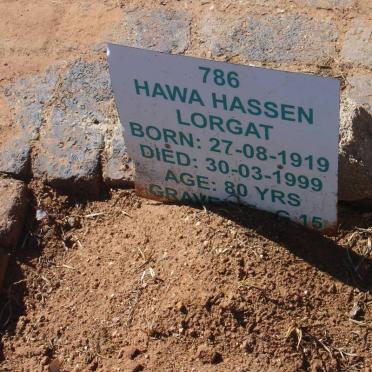 786
HAWA HASSEN
LORGAT
BORN: 27-08-1919
DIED: 30-03-1999
AGE: 80 YRS
15